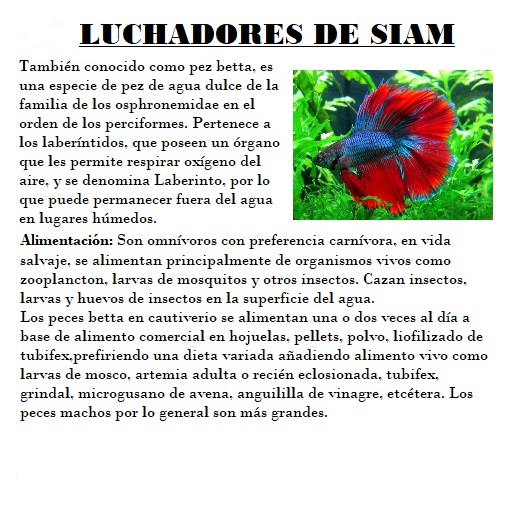 LUCHADORES DE SIAM
También conocido como pez betta, es
una especie de pez de agua dulce de la
familia de los osphronemidae en el
orden de los perciformes. Pertenece a
los laberíntidos, que poseen un órgano
que les permite respirar oxígeno del
aire, y se denomina Laberinto, por lo
que puede permanecer fuera del agua
en lugares húmedos.
Alimentación: Son omnívoros con preferencia carnívora, en vida
salvaje, se alimentan principalmente de organismos vivos como
zooplancton, larvas de mosquitos y otros insectos. Cazan insectos,
larvas y huevos de insectos en la superficie del agua.
Los peces betta en cautiverio se alimentan una o dos veces al día a
base de alimento comercial en hojuelas, pellets, polvo, liofilizado de
tubifex,prefiriendo una dieta variada añadiendo alimento vivo como
larvas de mosco, artemia adulta o recién eclosionada, tubifex,
grindal, microgusano de avena, anguililla de vinagre, etcétera. Los
peces machos por lo general son más grandes.